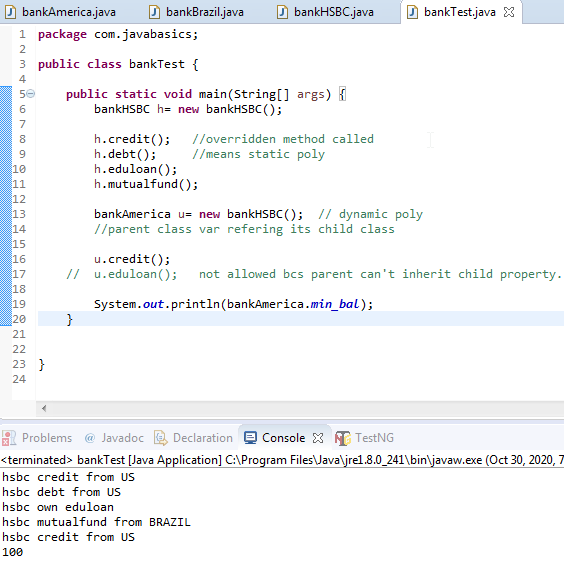 bankAmerica.java bankBrazil.java bankHSBC.java bankTest.java
1 package com.javabasics;
2
3 public class bankTest {
4
5 public static void main(String[] args) {
6 bankHSBC h= new bankHSBC();
7
8 h.credit(); //overridden method called
9 h.debt(); //means static poly
10 h.eduloan();
11 h.mutualfund();
12
13 bankAmerica u= new bankHSBC(); // dynamic poly
14 //parent class var refering its child class
15
16 u.credit();
17 // u.eduloan(); not allowed bcs parent can't inherit child property.
18
19 System.out.println(bankAmerica.min_bal);
20 }
21
22
23 }
24
Problems @ Javadoc Declaration Console TestNG
<terminated> bankTest [Java Application] C:\Program Files\Java\jre1.8.0_241\bin\javaw.exe (Oct 30, 2020, 7
hsbc credit from US
hsbc debt from US
hsbc own eduloan
hsbc mutualfund from BRAZIL
hsbc credit from US
100